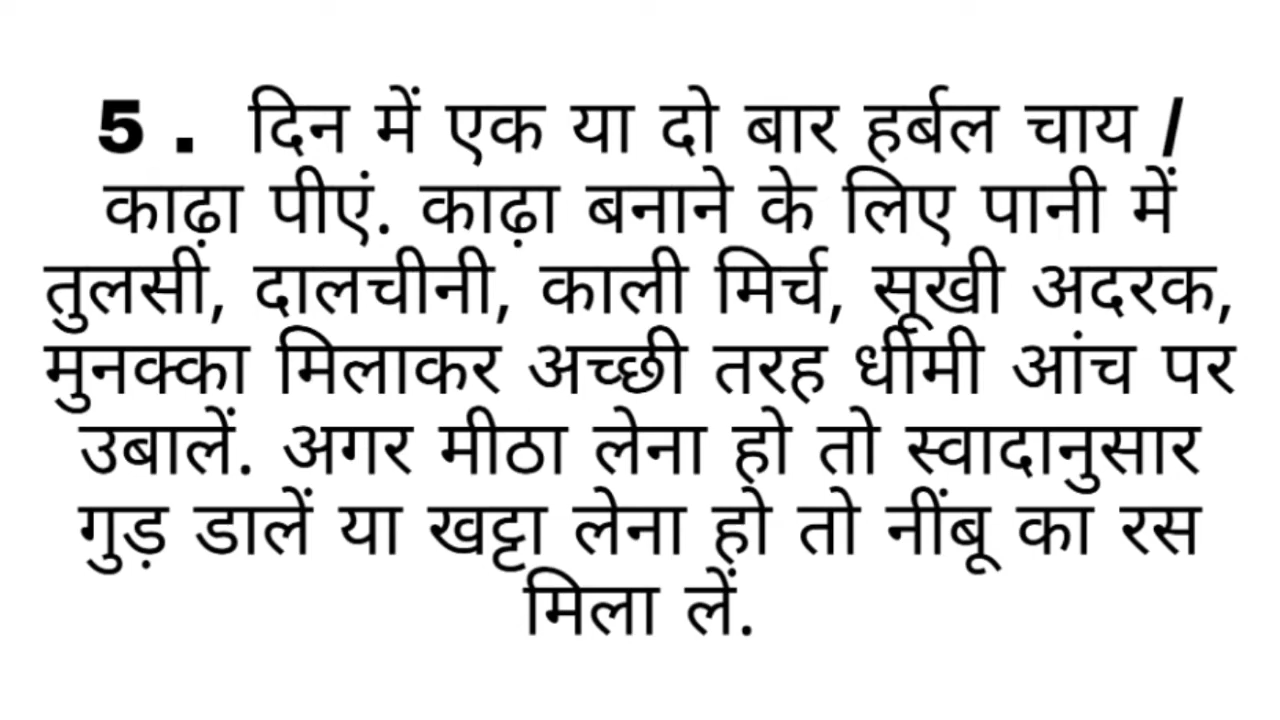 5 . दिन में एक या दो बार हर्बल चाय /
काढ़ा पीएं. काढ़ा बनाने के लिए पानी में
तुलसी, दालचीनी, काली मिर्च, सूखी अदरक,
मुनक्का मिलाकर अच्छी तरह धीमी आंच पर
उबालें. अगर मीठा लेना हो तो स्वादानुसार
गुड़ डालें या खट्टा लेना हो तो नींबू का रस
मिला लें.